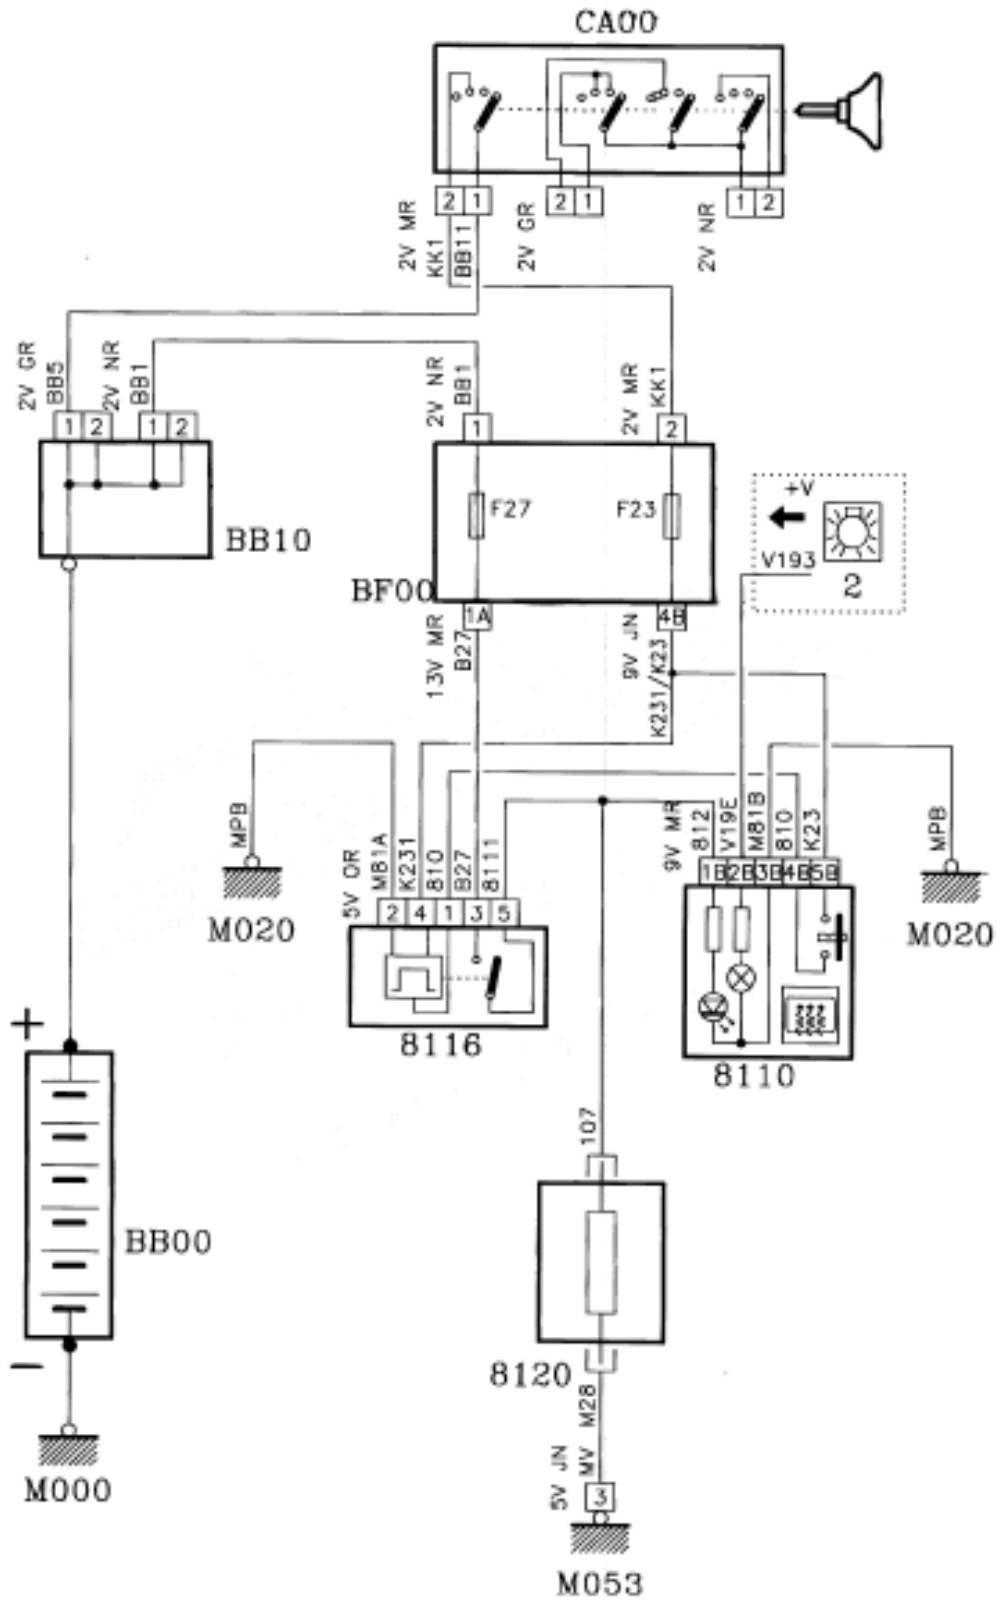 CA00
2 1
2 1
1 2
2V MR
KK1
BB11
2V GR
2V NR
2V GR
BB5
2V NR
BB1
2V NR
BB1
2V MR
KK1
1 2
1 2
1
2
F27
F23
BB10
BF00
+V
V193
2
1A
4B
13V MR
B27
9V JN
K231/K23
MPB
5V OR
M81A
K231
810
B27
8111
9V MR
812
V19E
M81B
810
K23
MPB
1B 2B 3B 4B 5B
2 4 1 3 5
M020
M020
8116
8110
+
107
BB00
−
8120
M28
MV
5V JN
3
M000
M053